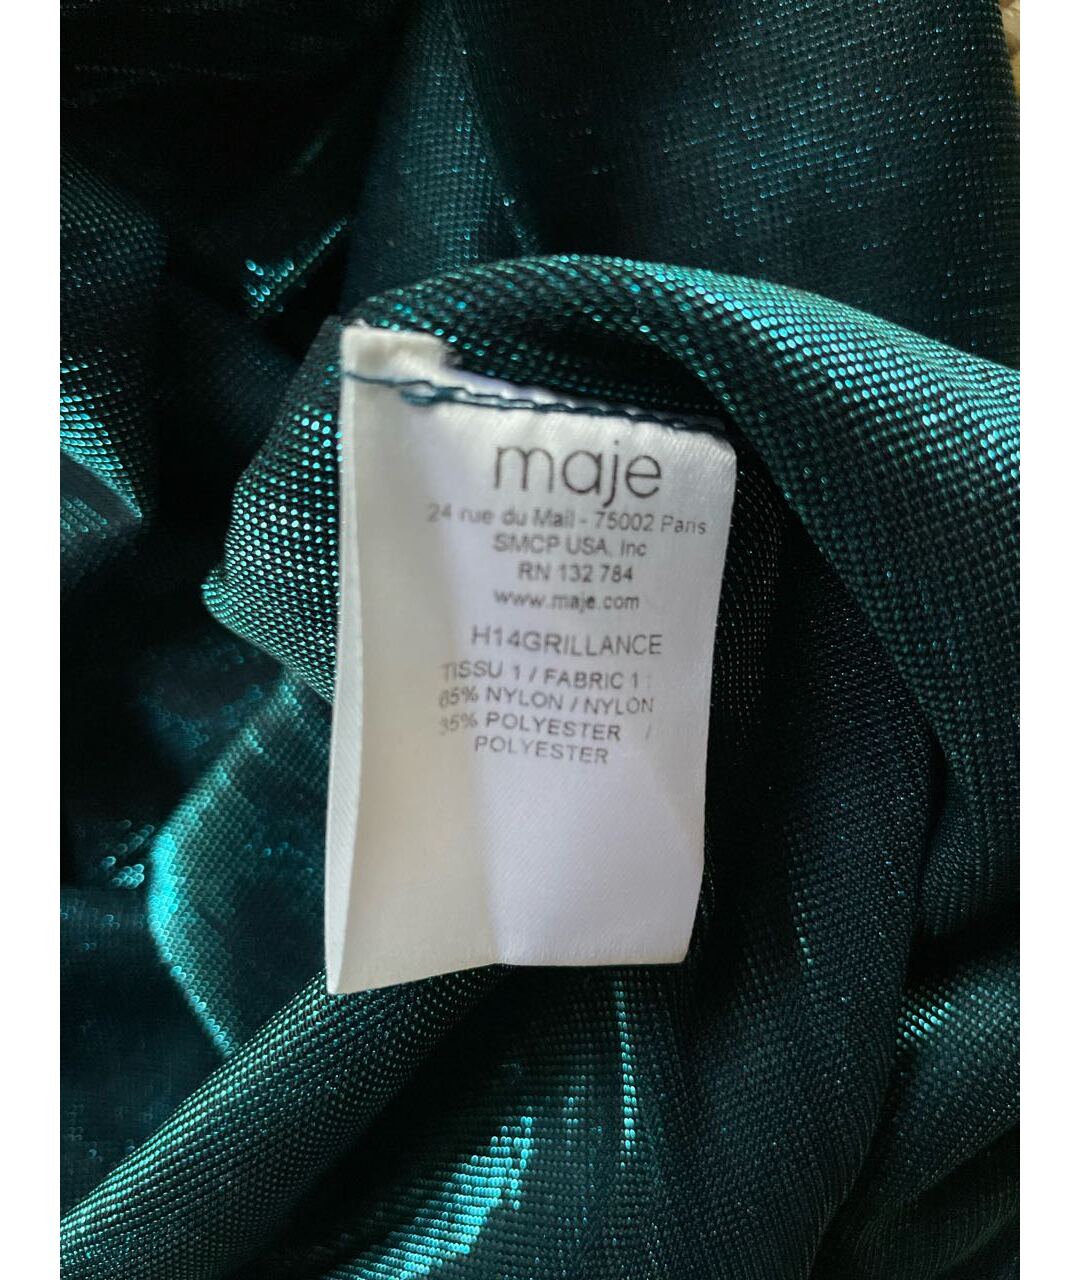 maje
24 rue du Mail - 75002 Paris
SMCP USA. Inc
RN 132 784
www.maje.com
H14GRILLANCE
TISSU 1 / FABRIC 1 :
65% NYLON / NYLON
35% POLYESTER /
POLYESTER